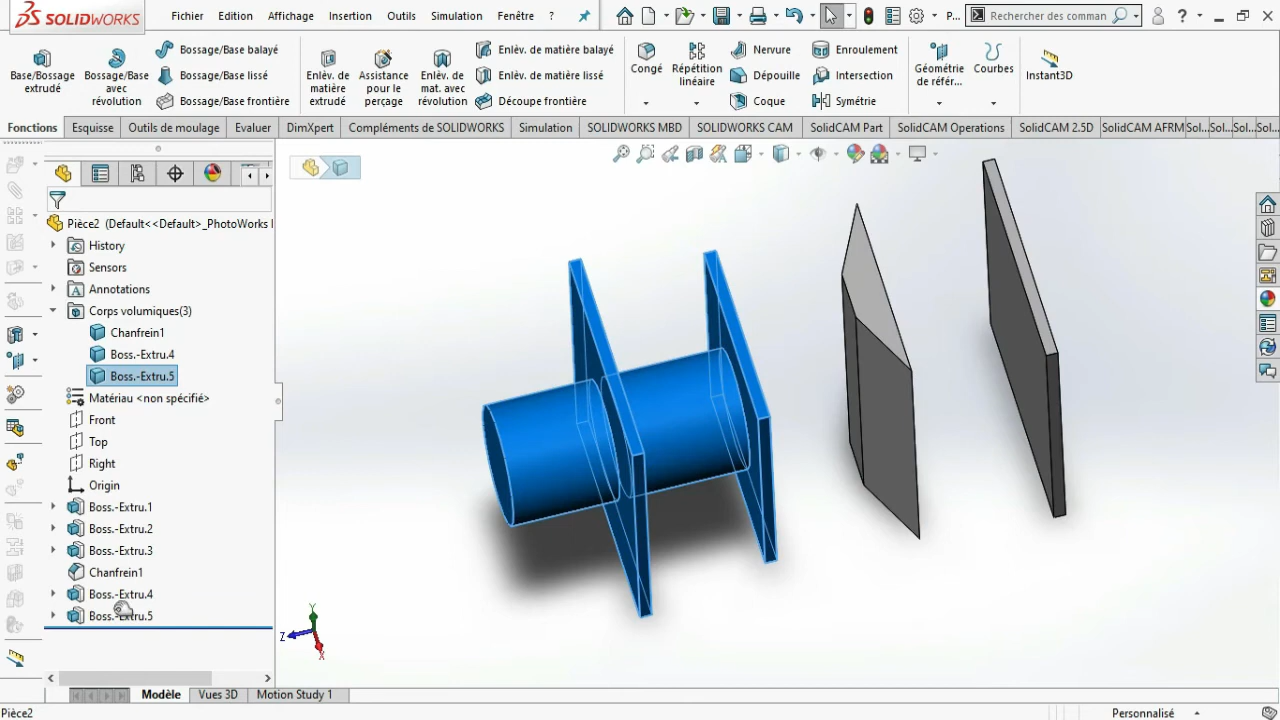 SOLIDWORKS
Fichier Edition Affichage Insertion Outils Simulation Fenêtre ?
P...
Rechercher des comman
?
Base/Bossage extrudé
Bossage/Base avec révolution
Bossage/Base balayé
Bossage/Base lissé
Bossage/Base frontière
Enlèv. de matière extrudé
Assistance pour le perçage
Enlèv. de mat. avec révolution
Enlèv. de matière balayé
Enlèv. de matière lissé
Découpe frontière
Congé
Répétition linéaire
Nervure
Dépouille
Coque
Enroulement
Intersection
Symétrie
Géométrie de référ...
Courbes
Instant3D
Fonctions Esquisse Outils de moulage Evaluer DimXpert Compléments de SOLIDWORKS Simulation SOLIDWORKS MBD SOLIDWORKS CAM SolidCAM Part SolidCAM Operations SolidCAM 2.5D SolidCAM AFRM Sol... Sol... Sol... Sol...
Pièce2 (Default<<Default>_PhotoWorks
History
Sensors
Annotations
Corps volumiques(3)
Chanfrein1
Boss.-Extru.4
Boss.-Extru.5
Matériau <non spécifié>
Front
Top
Right
Origin
Boss.-Extru.1
Boss.-Extru.2
Boss.-Extru.3
Chanfrein1
Boss.-Extru.4
Boss.-Extru.5
Y
Z
X
Modèle Vues 3D Motion Study 1
Pièce2
Personnalisé